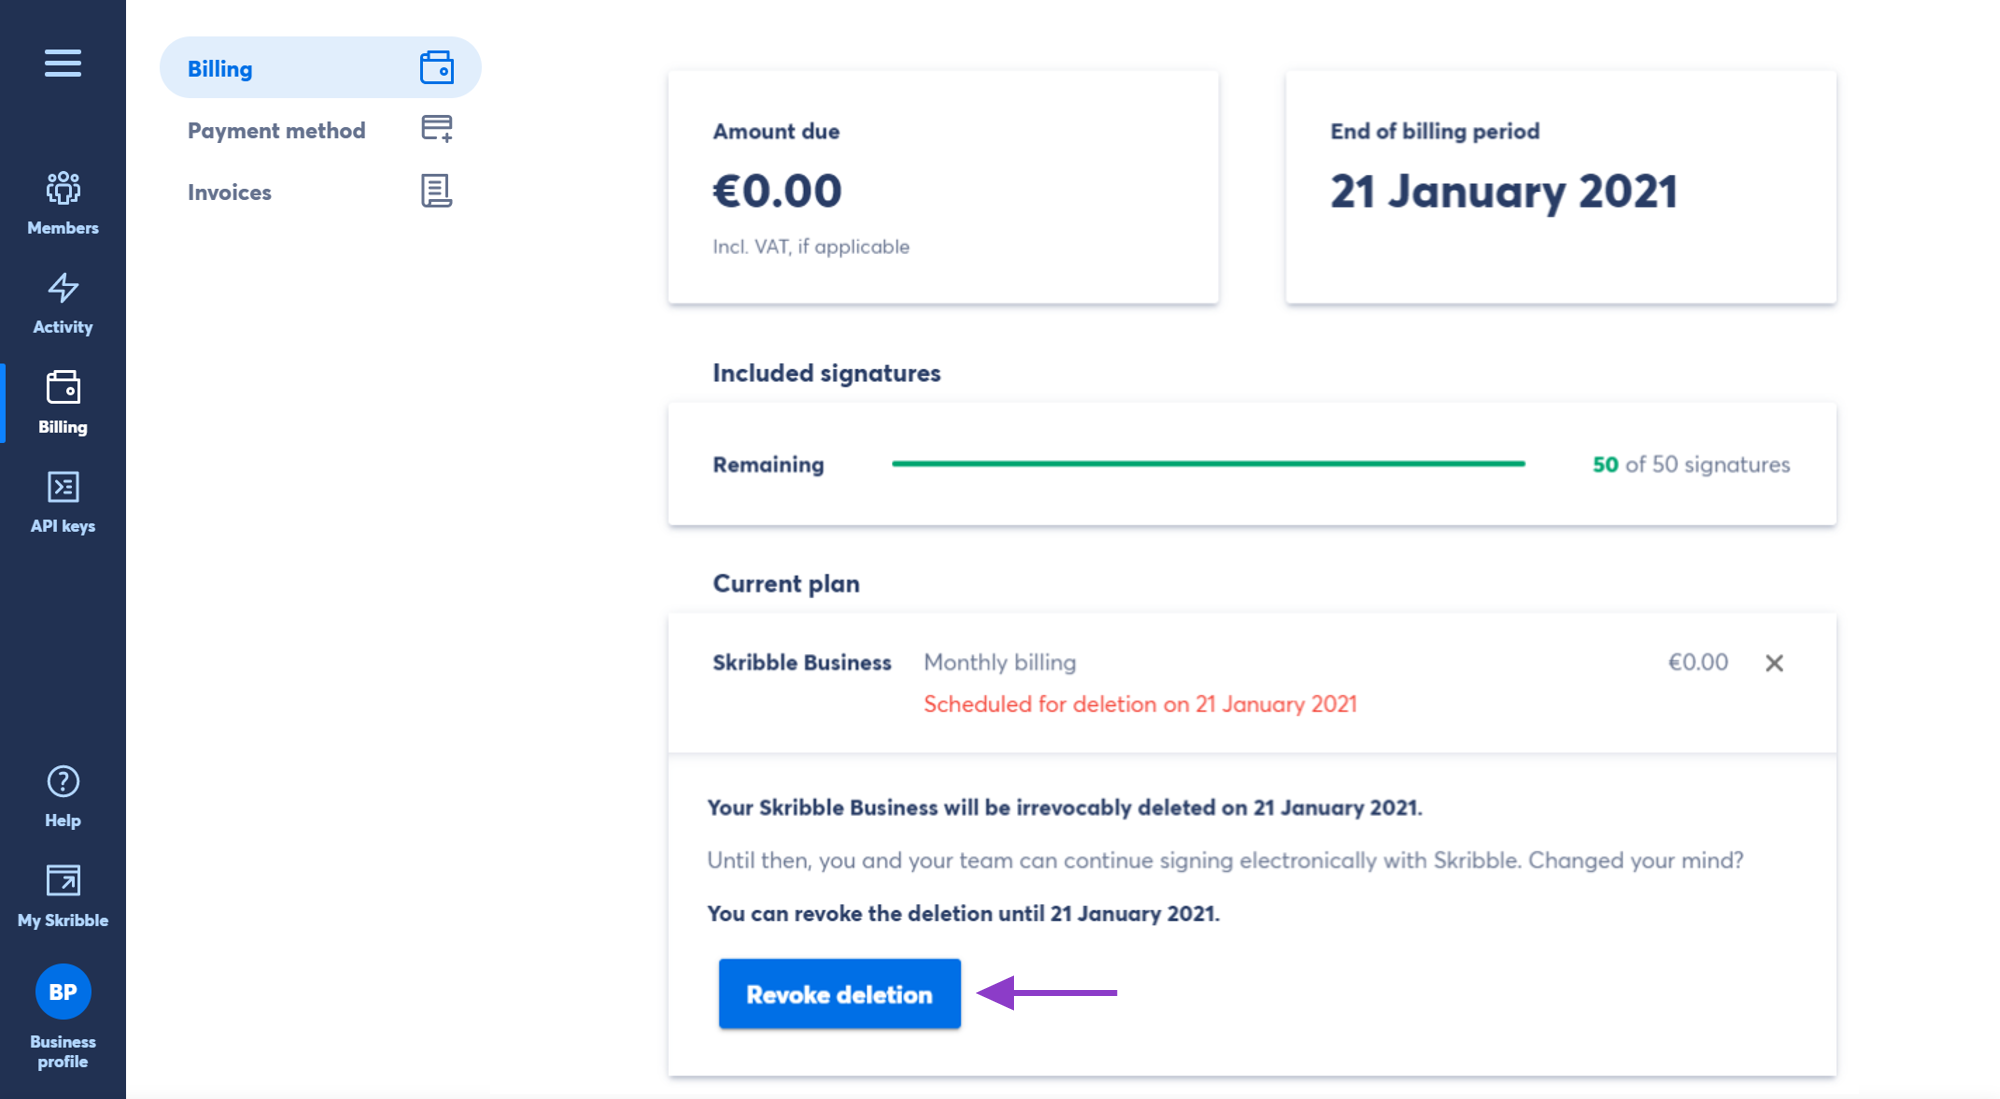 Billing
Payment method
Invoices
Members
Activity
Billing
API keys
Help
My Skribble
BP
Business
profile
Amount due
€0.00
Incl. VAT, if applicable
End of billing period
21 January 2021
Included signatures
Remaining
50 of 50 signatures
Current plan
Skribble Business Monthly billing €0.00
Scheduled for deletion on 21 January 2021
Your Skribble Business will be irrevocably deleted on 21 January 2021.
Until then, you and your team can continue signing electronically with Skribble. Changed your mind?
You can revoke the deletion until 21 January 2021.
Revoke deletion